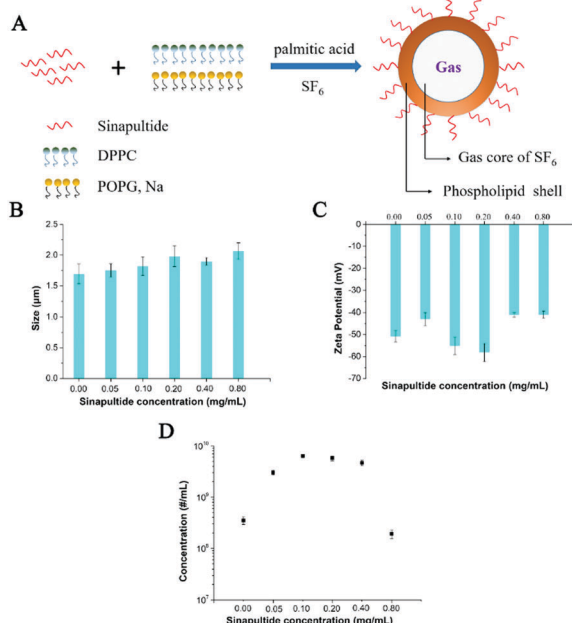 A
palmitic acid
SF6
Gas
Sinapultide
DPPC
POPG, Na
Gas core of SF6
Phospholipid shell
B
2.5
2.0
1.5
1.0
0.5
0.0
Size (μm)
0.00 0.05 0.10 0.20 0.40 0.80
Sinapultide concentration (mg/mL)
C
0.00 0.05 0.10 0.20 0.40 0.80
0
-10
-20
-30
-40
-50
-60
-70
Zeta Potential (mV)
Sinapultide concentration (mg/mL)
D
10^10
10^9
10^8
10^7
Concentration (#/mL)
0.00 0.05 0.10 0.20 0.40 0.80
Sinapultide concentration (mg/mL)